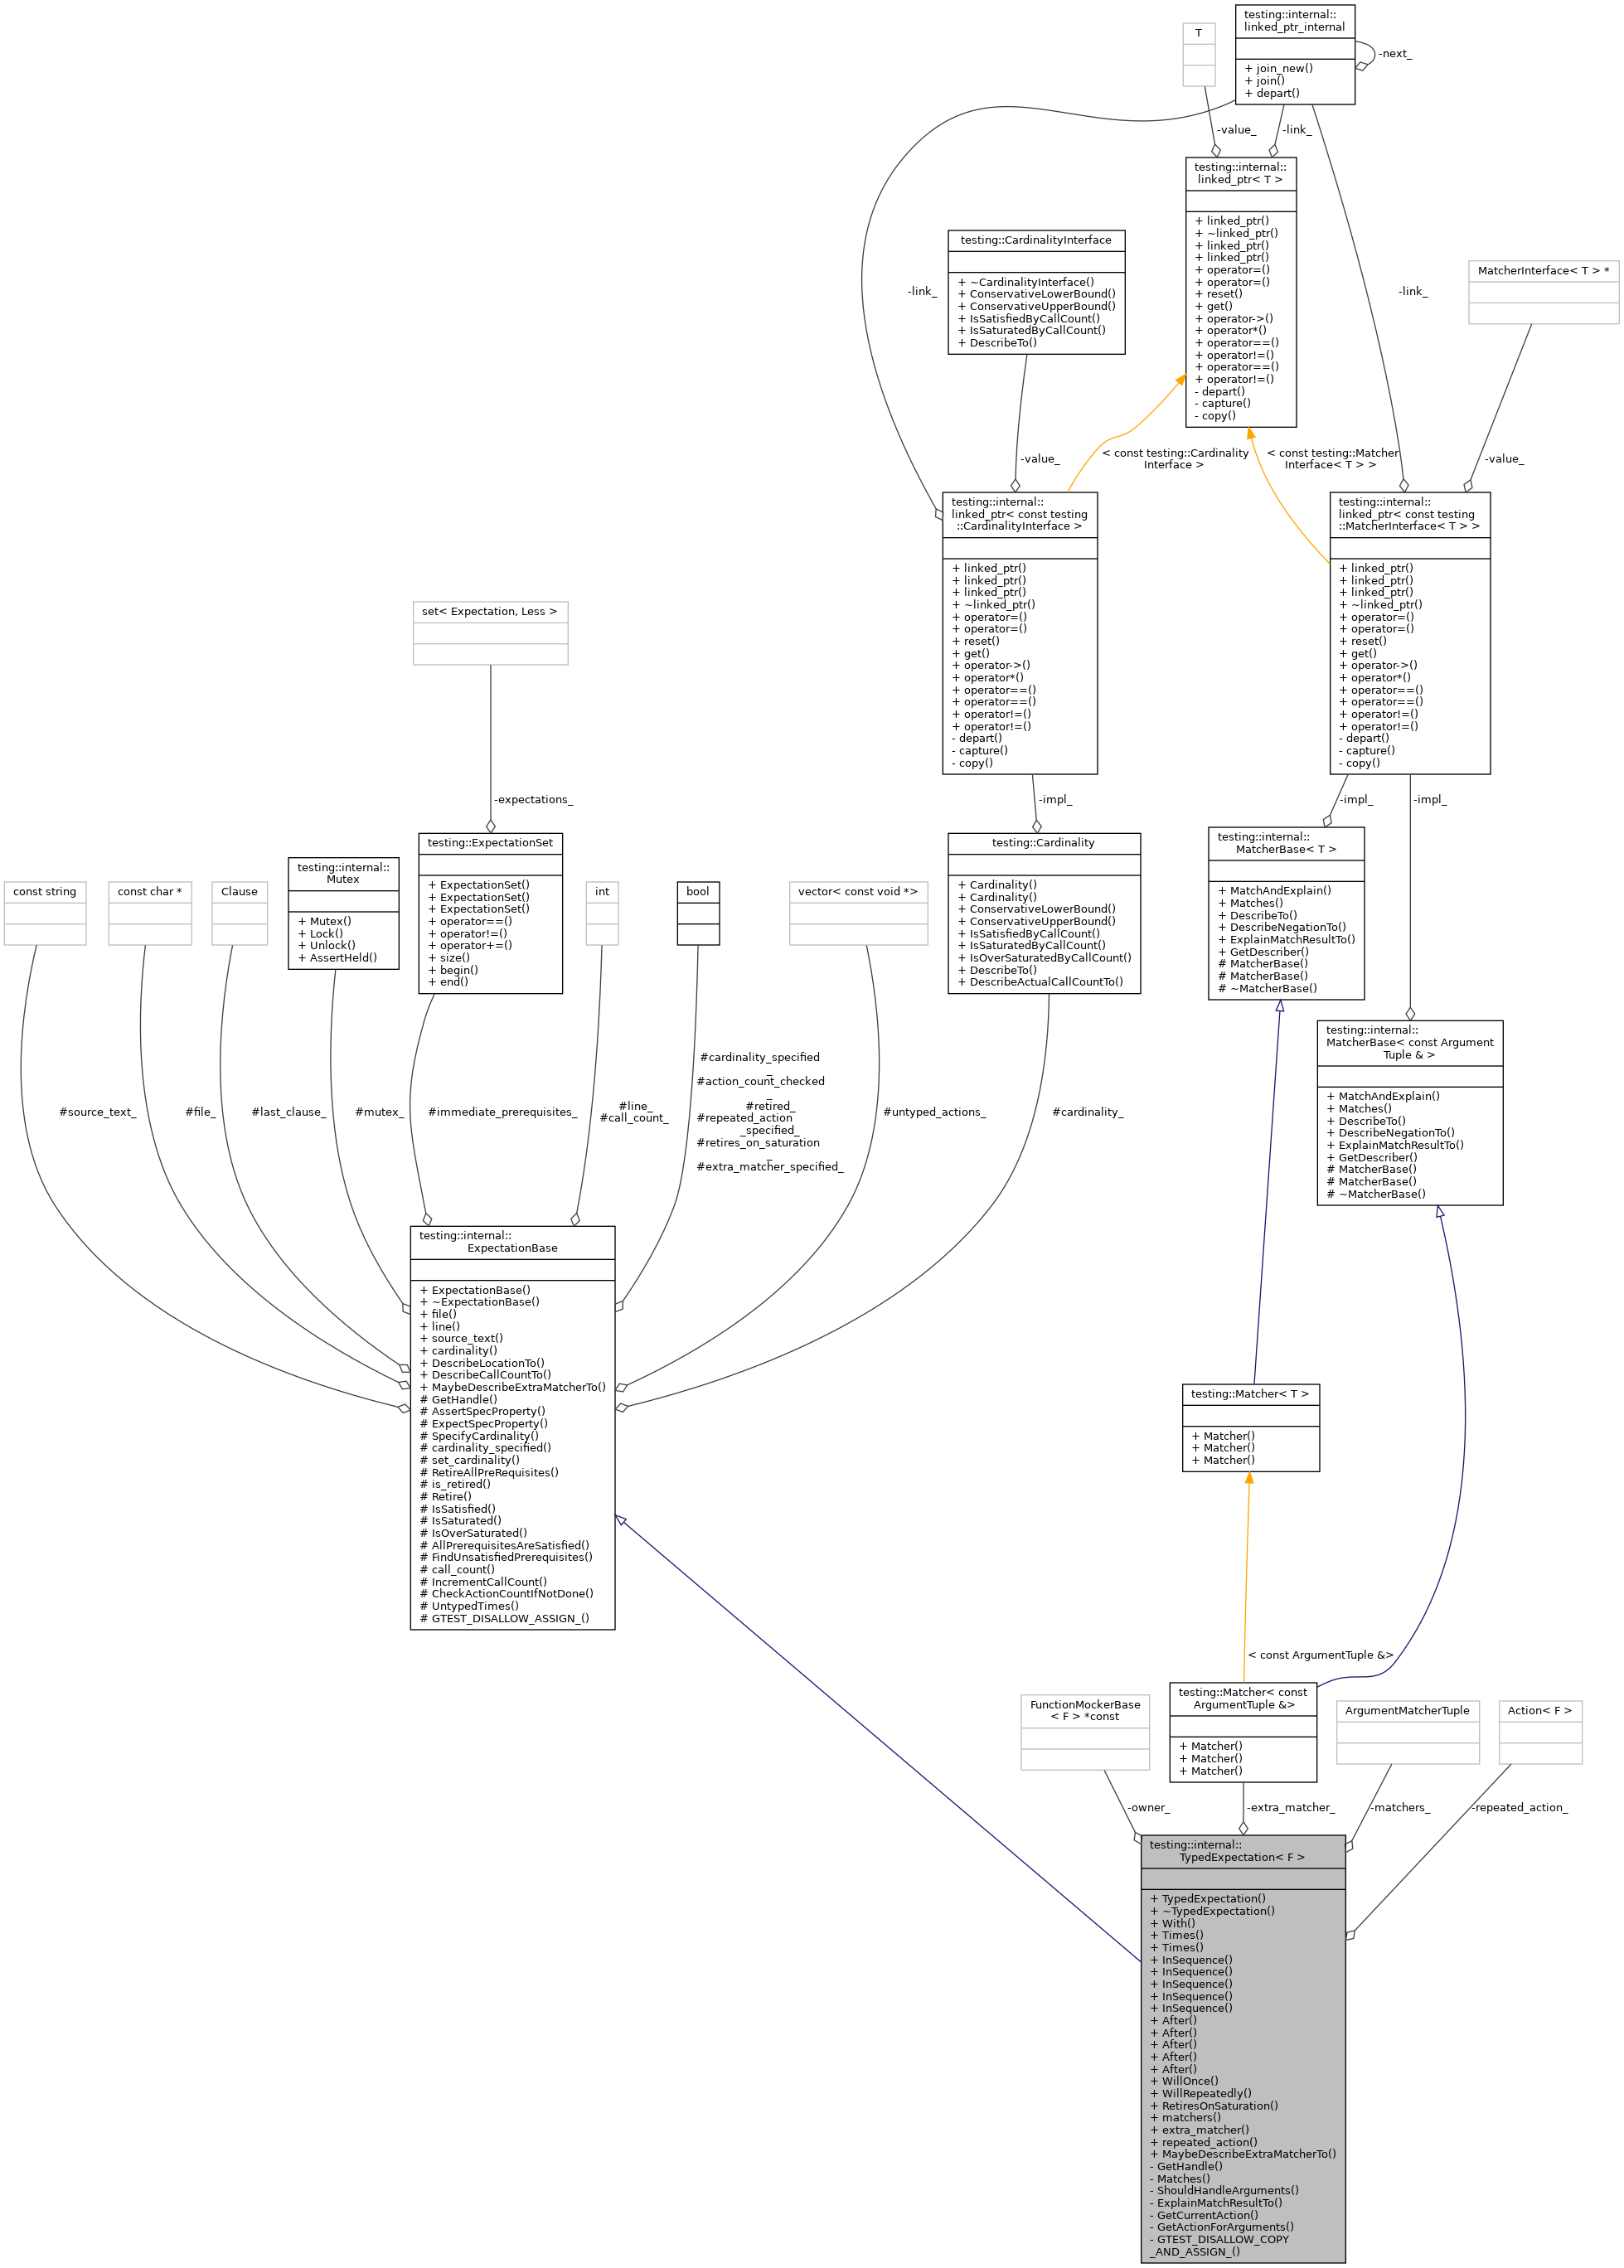 testing::internal::
linked_ptr_internal
+ join_new()
+ join()
+ depart()
-next_
T
-value_
-link_
testing::internal::
linked_ptr< T >
+ linked_ptr()
+ ~linked_ptr()
+ linked_ptr()
+ linked_ptr()
+ operator=()
+ operator=()
+ reset()
+ get()
+ operator->()
+ operator*()
+ operator==()
+ operator!=()
+ operator==()
+ operator!=()
- depart()
- capture()
- copy()
testing::CardinalityInterface
+ ~CardinalityInterface()
+ ConservativeLowerBound()
+ ConservativeUpperBound()
+ IsSatisfiedByCallCount()
+ IsSaturatedByCallCount()
+ DescribeTo()
MatcherInterface< T > *
-link_
-link_
-value_
< const testing::Cardinality
Interface >
< const testing::Matcher
Interface< T > >
-value_
testing::internal::
linked_ptr< const testing
::CardinalityInterface >
+ linked_ptr()
+ linked_ptr()
+ linked_ptr()
+ ~linked_ptr()
+ operator=()
+ operator=()
+ reset()
+ get()
+ operator->()
+ operator*()
+ operator==()
+ operator==()
+ operator!=()
+ operator!=()
- depart()
- capture()
- copy()
testing::internal::
linked_ptr< const testing
::MatcherInterface< T > >
+ linked_ptr()
+ linked_ptr()
+ linked_ptr()
+ ~linked_ptr()
+ operator=()
+ operator=()
+ reset()
+ get()
+ operator->()
+ operator*()
+ operator==()
+ operator==()
+ operator!=()
+ operator!=()
- depart()
- capture()
- copy()
set< Expectation, Less >
-expectations_
-impl_
-impl_
-impl_
const string
const char *
Clause
testing::internal::
Mutex
+ Mutex()
+ Lock()
+ Unlock()
+ AssertHeld()
testing::ExpectationSet
+ ExpectationSet()
+ ExpectationSet()
+ ExpectationSet()
+ operator==()
+ operator!=()
+ operator+=()
+ size()
+ begin()
+ end()
int
bool
vector< const void *>
testing::Cardinality
+ Cardinality()
+ Cardinality()
+ ConservativeLowerBound()
+ ConservativeUpperBound()
+ IsSatisfiedByCallCount()
+ IsSaturatedByCallCount()
+ IsOverSaturatedByCallCount()
+ DescribeTo()
+ DescribeActualCallCountTo()
testing::internal::
MatcherBase< T >
+ MatchAndExplain()
+ Matches()
+ DescribeTo()
+ DescribeNegationTo()
+ ExplainMatchResultTo()
+ GetDescriber()
# MatcherBase()
# MatcherBase()
# ~MatcherBase()
testing::internal::
MatcherBase< const Argument
Tuple & >
+ MatchAndExplain()
+ Matches()
+ DescribeTo()
+ DescribeNegationTo()
+ ExplainMatchResultTo()
+ GetDescriber()
# MatcherBase()
# MatcherBase()
# ~MatcherBase()
#source_text_
#file_
#last_clause_
#mutex_
#immediate_prerequisites_
#line_
#call_count_
#cardinality_specified
_
#action_count_checked
_
#retired_
#repeated_action
_specified_
#retires_on_saturation
_
#extra_matcher_specified_
#untyped_actions_
#cardinality_
testing::internal::
ExpectationBase
+ ExpectationBase()
+ ~ExpectationBase()
+ file()
+ line()
+ source_text()
+ cardinality()
+ DescribeLocationTo()
+ DescribeCallCountTo()
+ MaybeDescribeExtraMatcherTo()
# GetHandle()
# AssertSpecProperty()
# ExpectSpecProperty()
# SpecifyCardinality()
# cardinality_specified()
# set_cardinality()
# RetireAllPreRequisites()
# is_retired()
# Retire()
# IsSatisfied()
# IsSaturated()
# IsOverSaturated()
# AllPrerequisitesAreSatisfied()
# FindUnsatisfiedPrerequisites()
# call_count()
# IncrementCallCount()
# CheckActionCountIfNotDone()
# UntypedTimes()
# GTEST_DISALLOW_ASSIGN_()
testing::Matcher< T >
+ Matcher()
+ Matcher()
+ Matcher()
< const ArgumentTuple &>
FunctionMockerBase
< F > *const
testing::Matcher< const
ArgumentTuple &>
+ Matcher()
+ Matcher()
+ Matcher()
ArgumentMatcherTuple
Action< F >
-owner_
-extra_matcher_
-matchers_
-repeated_action_
testing::internal::
TypedExpectation< F >
+ TypedExpectation()
+ ~TypedExpectation()
+ With()
+ Times()
+ Times()
+ InSequence()
+ InSequence()
+ InSequence()
+ InSequence()
+ InSequence()
+ After()
+ After()
+ After()
+ After()
+ After()
+ WillOnce()
+ WillRepeatedly()
+ RetiresOnSaturation()
+ matchers()
+ extra_matcher()
+ repeated_action()
+ MaybeDescribeExtraMatcherTo()
- GetHandle()
- Matches()
- ShouldHandleArguments()
- ExplainMatchResultTo()
- GetCurrentAction()
- GetActionForArguments()
- GTEST_DISALLOW_COPY
_AND_ASSIGN_()